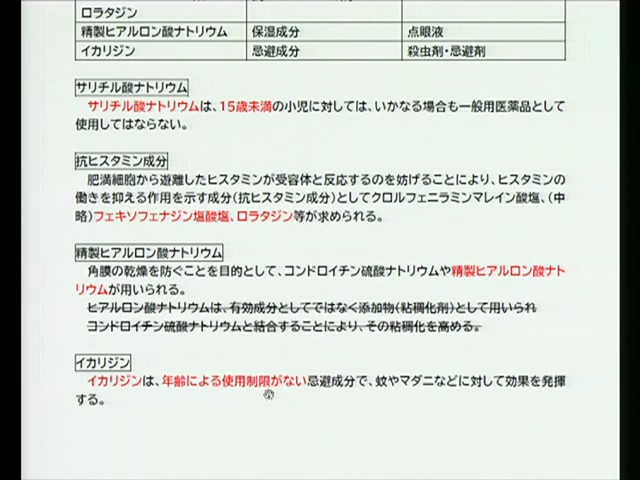 ロラタジン
精製ヒアルロン酸ナトリウム 保湿成分 点眼液
イカリジン 忌避成分 殺虫剤・忌避剤
サリチル酸ナトリウム
サリチル酸ナトリウムは、15歳未満の小児に対しては、いかなる場合も一般用医薬品として
使用してはならない。
抗ヒスタミン成分
肥満細胞から遊離したヒスタミンが受容体と反応するのを妨げることにより、ヒスタミンの
働きを抑える作用を示す成分(抗ヒスタミン成分)としてクロルフェニラミンマレイン酸塩、(中
略)フェキソフェナジン塩酸塩、ロラタジン等が求められる。
精製ヒアルロン酸ナトリウム
角膜の乾燥を防ぐことを目的として、コンドロイチン硫酸ナトリウムや精製ヒアルロン酸ナト
リウムが用いられる。
ヒアルロン酸ナトリウムは、有効成分としてではなく添加物(粘稠化剤)として用いられ
コンドロイチン硫酸ナトリウムと結合することにより、その粘稠化を高める。
イカリジン
イカリジンは、年齢による使用制限がない忌避成分で、蚊やマダニなどに対して効果を発揮
する。